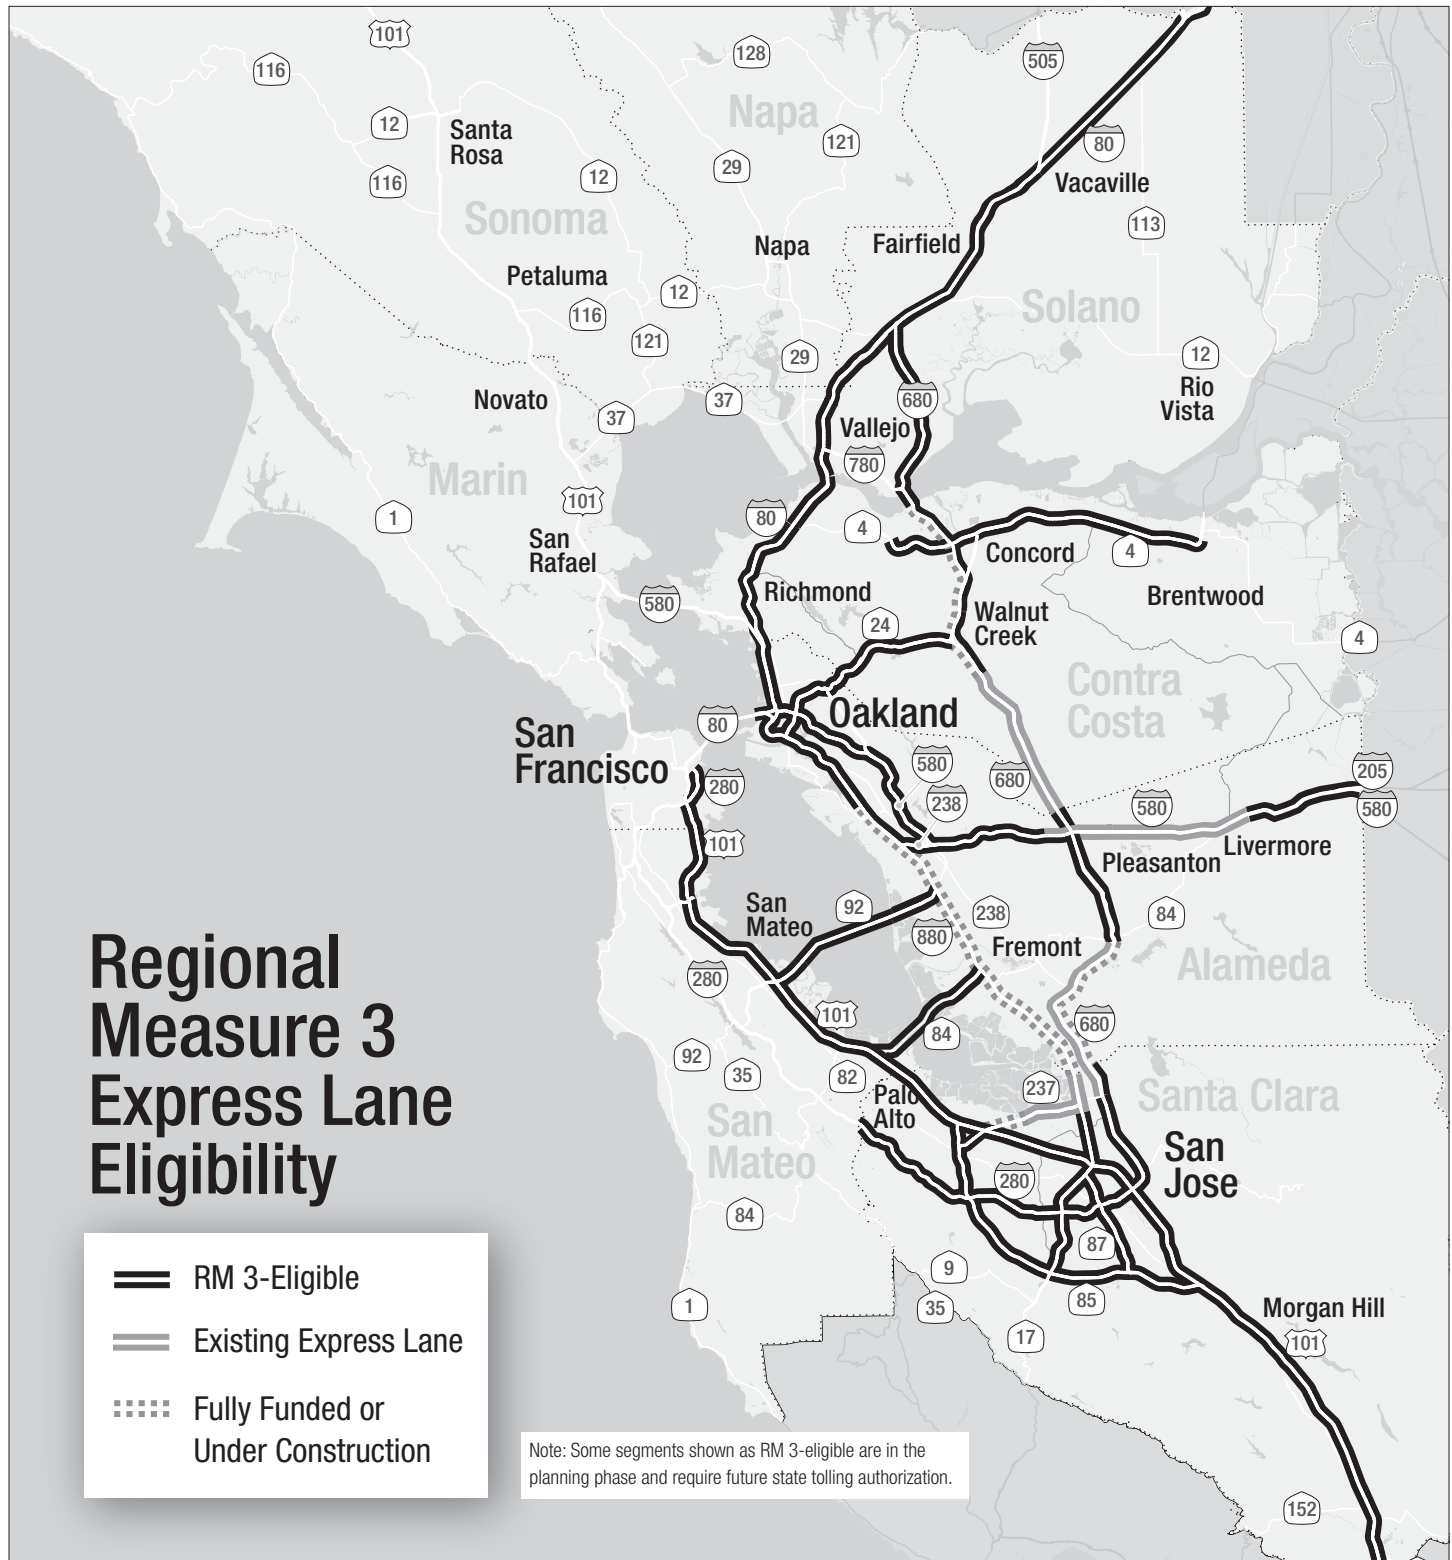 101
116
128
505
12
Santa
Rosa
Napa
121
80
Vacaville
116
12
29
Sonoma
113
Napa
Fairfield
Petaluma
12
Solano
116
121
29
12
Rio
Vista
Novato
37
37
680
Vallejo
780
Marin
1
101
80
4
San
Rafael
Concord
4
Richmond
Brentwood
580
24
Walnut
Creek
4
Contra
Costa
Oakland
80
San
Francisco
580
680
205
280
238
580
580
101
Livermore
Pleasanton
San
Mateo
92
238
84
880
Fremont
Alameda
280
101
84
680
92
35
82
237
Palo
Alto
Santa Clara
San
Mateo
San
Jose
280
84
87
9
85
1
35
17
Morgan Hill
101
152
Regional
Measure 3
Express Lane
Eligibility
RM 3-Eligible
Existing Express Lane
Fully Funded or
Under Construction
Note: Some segments shown as RM 3-eligible are in the
planning phase and require future state tolling authorization.